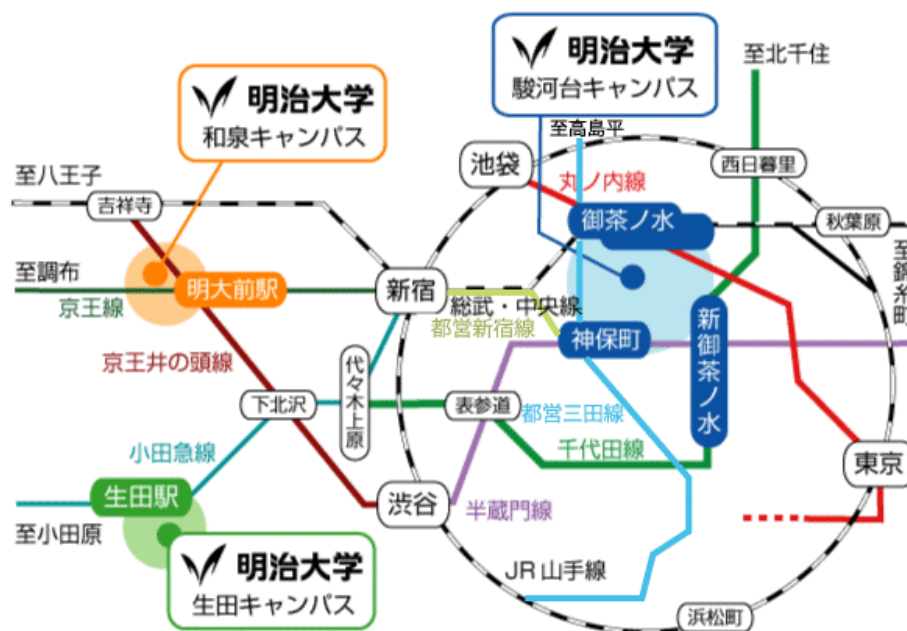 明治大学
駿河台キャンパス
至北千住
明治大学
和泉キャンパス
至高島平
池袋
西日暮里
至八王子
丸ノ内線
吉祥寺
御茶ノ水
秋葉原
至調布
明大前駅
新宿
至錦糸町
京王線
総武・中央線
都営新宿線
神保町
新御茶ノ水
京王井の頭線
代々木上原
下北沢
表参道
都営三田線
小田急線
千代田線
東京
生田駅
渋谷
半蔵門線
至小田原
明治大学
生田キャンパス
JR山手線
浜松町